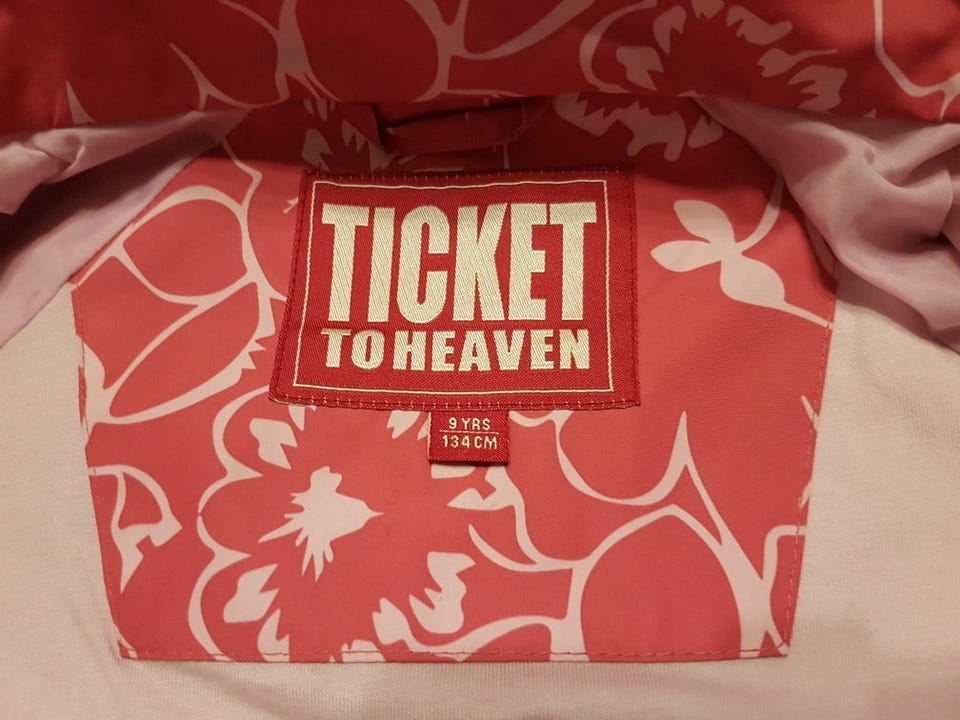 TICKET
TO HEAVEN
9 YRS
134 CM